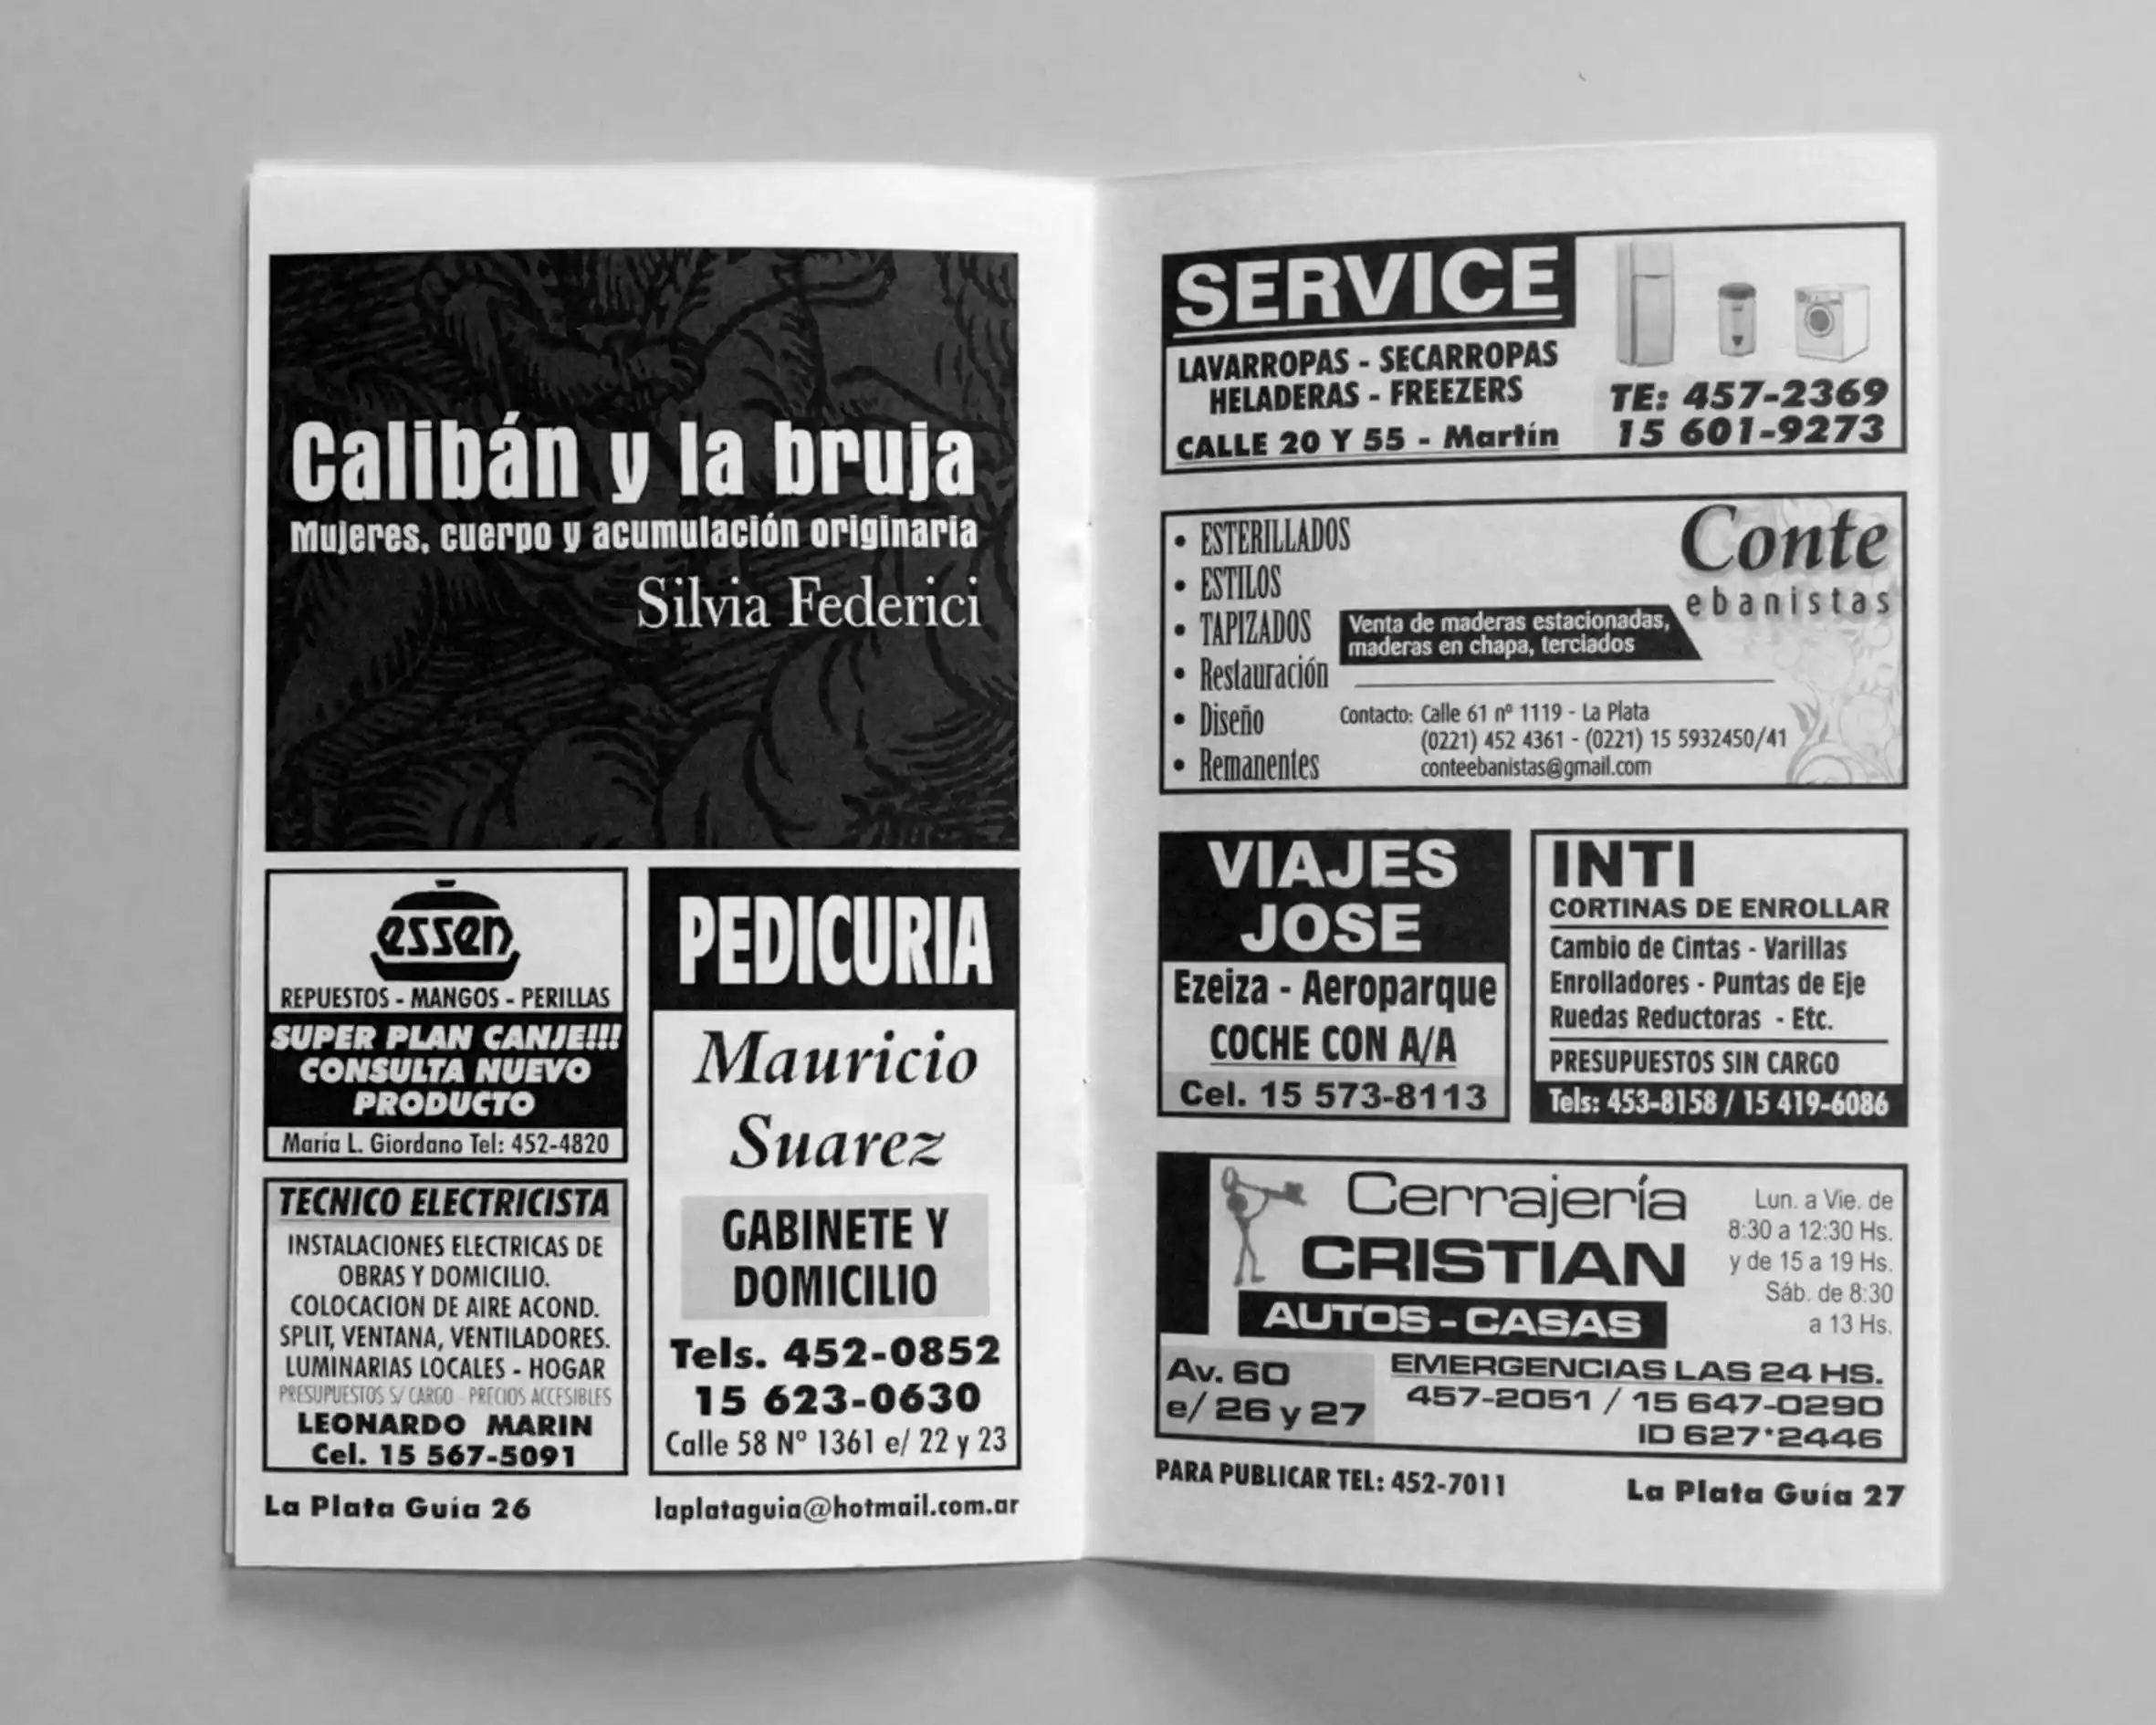 Calibán y la bruja
Mujeres, cuerpo y acumulación originaria
Silvia Federici
essen
REPUESTOS - MANGOS - PERILLAS
SUPER PLAN CANJE!!!
CONSULTA NUEVO
PRODUCTO
María L. Giordano Tel: 452-4820
TECNICO ELECTRICISTA
INSTALACIONES ELECTRICAS DE
OBRAS Y DOMICILIO.
COLOCACION DE AIRE ACOND.
SPLIT, VENTANA, VENTILADORES.
LUMINARIAS LOCALES - HOGAR
PRESUPUESTOS S/ CARGO - PRECIOS ACCESIBLES
LEONARDO MARIN
Cel. 15 567-5091
PEDICURIA
Mauricio
Suarez
GABINETE Y
DOMICILIO
Tels. 452-0852
15 623-0630
Calle 58 Nº 1361 e/ 22 y 23
La Plata Guía 26
laplataguia@hotmail.com.ar
SERVICE
LAVARROPAS - SECARROPAS
HELADERAS - FREEZERS
CALLE 20 Y 55 - Martín
TE: 457-2369
15 601-9273
• ESTERILLADOS
• ESTILOS
• TAPIZADOS
• Restauración
• Diseño
• Remanentes
Conte
ebanistas
Venta de maderas estacionadas,
maderas en chapa, terciados
Contacto: Calle 61 nº 1119 - La Plata
(0221) 452 4361 - (0221) 15 5932450/41
conteebanistas@gmail.com
VIAJES
JOSE
Ezeiza - Aeroparque
COCHE CON A/A
Cel. 15 573-8113
INTI
CORTINAS DE ENROLLAR
Cambio de Cintas - Varillas
Enrolladores - Puntas de Eje
Ruedas Reductoras - Etc.
PRESUPUESTOS SIN CARGO
Tels: 453-8158 / 15 419-6086
Cerrajería
CRISTIAN
AUTOS - CASAS
Lun. a Vie. de
8:30 a 12:30 Hs.
y de 15 a 19 Hs.
Sáb. de 8:30
a 13 Hs.
Av. 60
e/ 26 y 27
EMERGENCIAS LAS 24 HS.
457-2051 / 15 647-0290
ID 627*2446
PARA PUBLICAR TEL: 452-7011
La Plata Guía 27